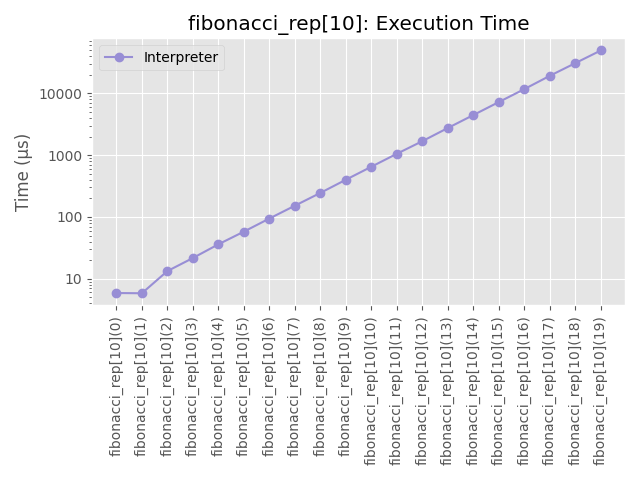 fibonacci_rep[10]: Execution Time
Interpreter
Time (µs)
10000
1000
100
10
fibonacci_rep[10](0)
fibonacci_rep[10](1)
fibonacci_rep[10](2)
fibonacci_rep[10](3)
fibonacci_rep[10](4)
fibonacci_rep[10](5)
fibonacci_rep[10](6)
fibonacci_rep[10](7)
fibonacci_rep[10](8)
fibonacci_rep[10](9)
fibonacci_rep[10](10)
fibonacci_rep[10](11)
fibonacci_rep[10](12)
fibonacci_rep[10](13)
fibonacci_rep[10](14)
fibonacci_rep[10](15)
fibonacci_rep[10](16)
fibonacci_rep[10](17)
fibonacci_rep[10](18)
fibonacci_rep[10](19)